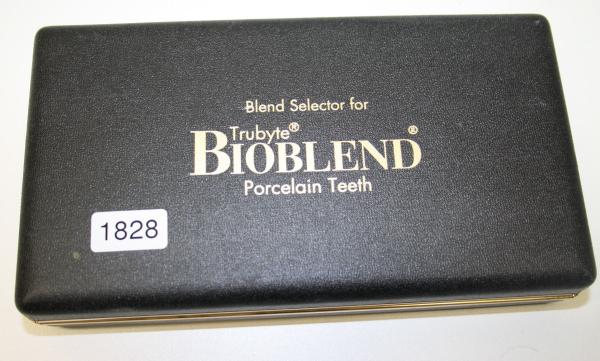 Blend Selector for
Trubyte®
BIOBLEND®
Porcelain Teeth
1828